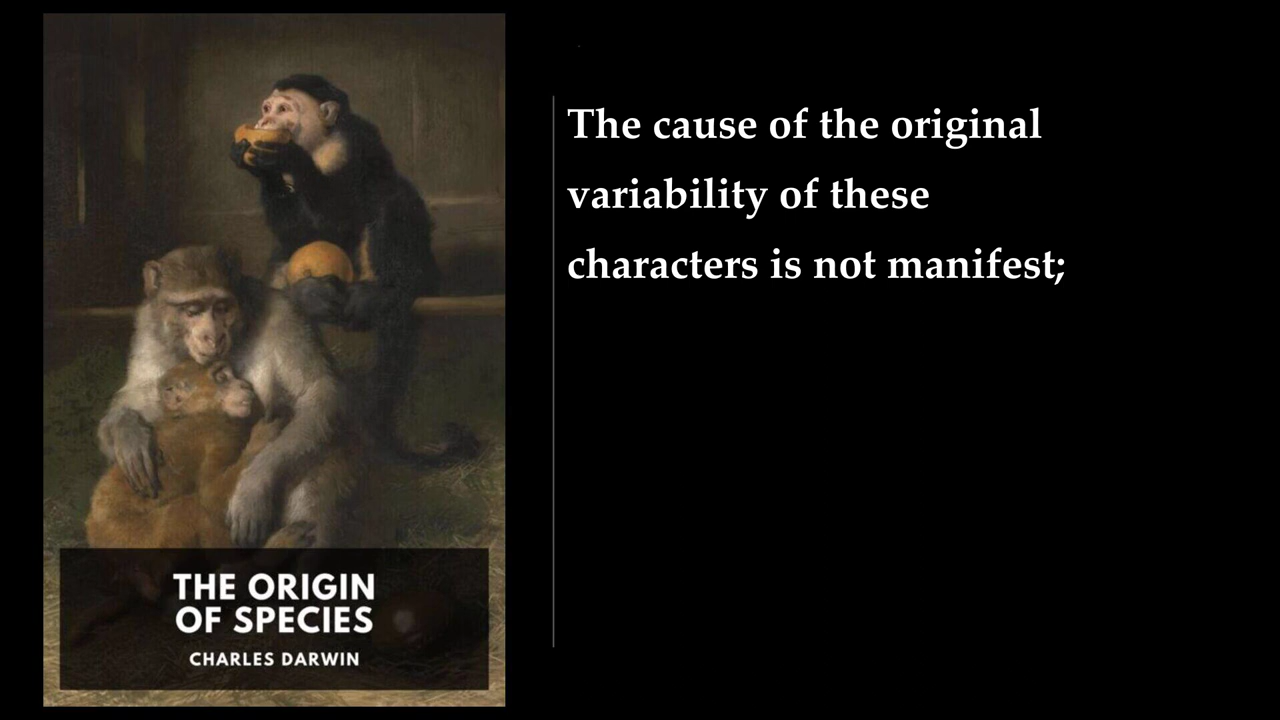 The cause of the original
variability of these
characters is not manifest;
THE ORIGIN
OF SPECIES
CHARLES DARWIN